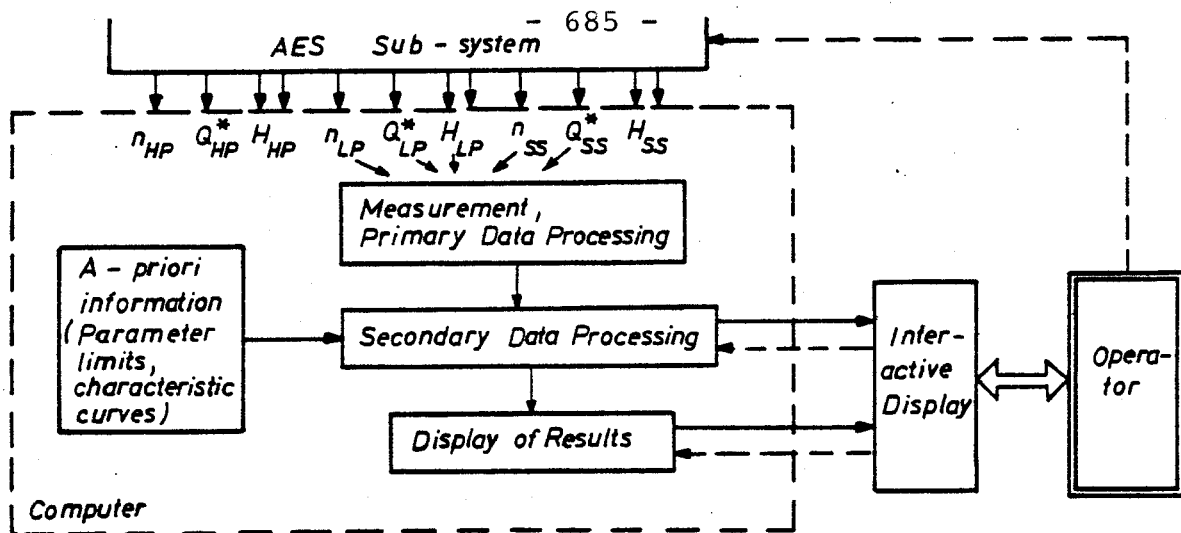 - 685 -
AES Sub-system
n_HP Q*_HP H_HP n_LP Q*_LP H_LP n_SS Q*_SS H_SS
Measurement,
Primary Data Processing
A - priori
information
(Parameter
limits,
characteristic
curves)
Secondary Data Processing
Display of Results
Inter-
active
Display
Opera-
tor
Computer